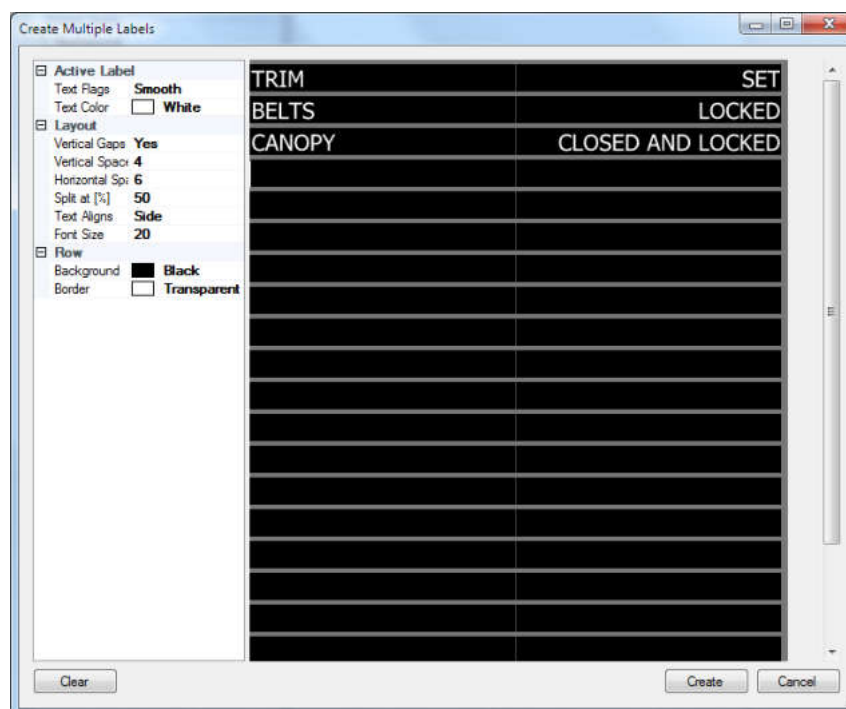 Create Multiple Labels
Active Label
Text Flags Smooth
Text Color White
Layout
Vertical Gaps Yes
Vertical Space 4
Horizontal Spa 6
Split at [%] 50
Text Aligns Side
Font Size 20
Row
Background Black
Border Transparent
TRIM SET
BELTS LOCKED
CANOPY CLOSED AND LOCKED
Clear Create Cancel